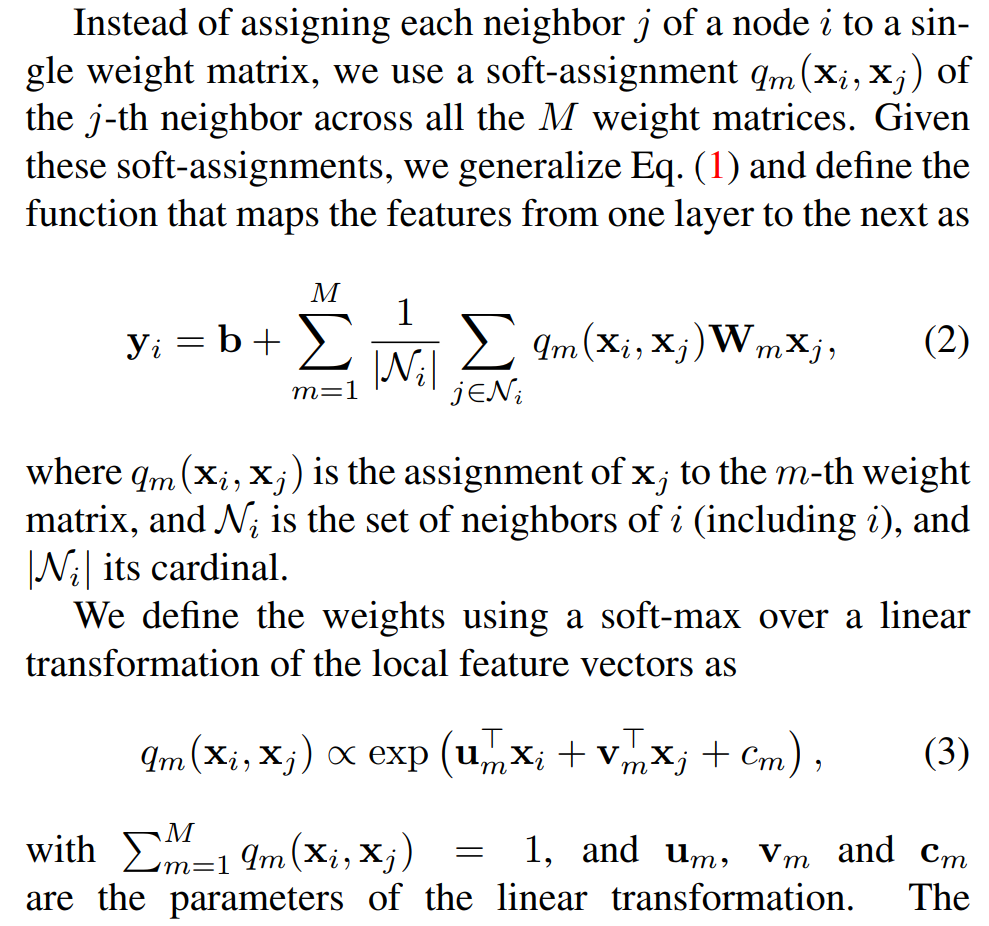 Instead of assigning each neighbor j of a node i to a sin-
gle weight matrix, we use a soft-assignment q_m(x_i, x_j) of
the j-th neighbor across all the M weight matrices. Given
these soft-assignments, we generalize Eq. (1) and define the
function that maps the features from one layer to the next as
y_i = b + \sum_{m=1}^{M} \frac{1}{|\mathcal{N}_i|} \sum_{j \in \mathcal{N}_i} q_m(x_i, x_j) W_m x_j, (2)
where q_m(x_i, x_j) is the assignment of x_j to the m-th weight
matrix, and \mathcal{N}_i is the set of neighbors of i (including i), and
|\mathcal{N}_i| its cardinal.
We define the weights using a soft-max over a linear
transformation of the local feature vectors as
q_m(x_i, x_j) ∝ exp (u_m^⊤ x_i + v_m^⊤ x_j + c_m), (3)
with \sum_{m=1}^{M} q_m(x_i, x_j) = 1, and u_m, v_m and c_m
are the parameters of the linear transformation. The